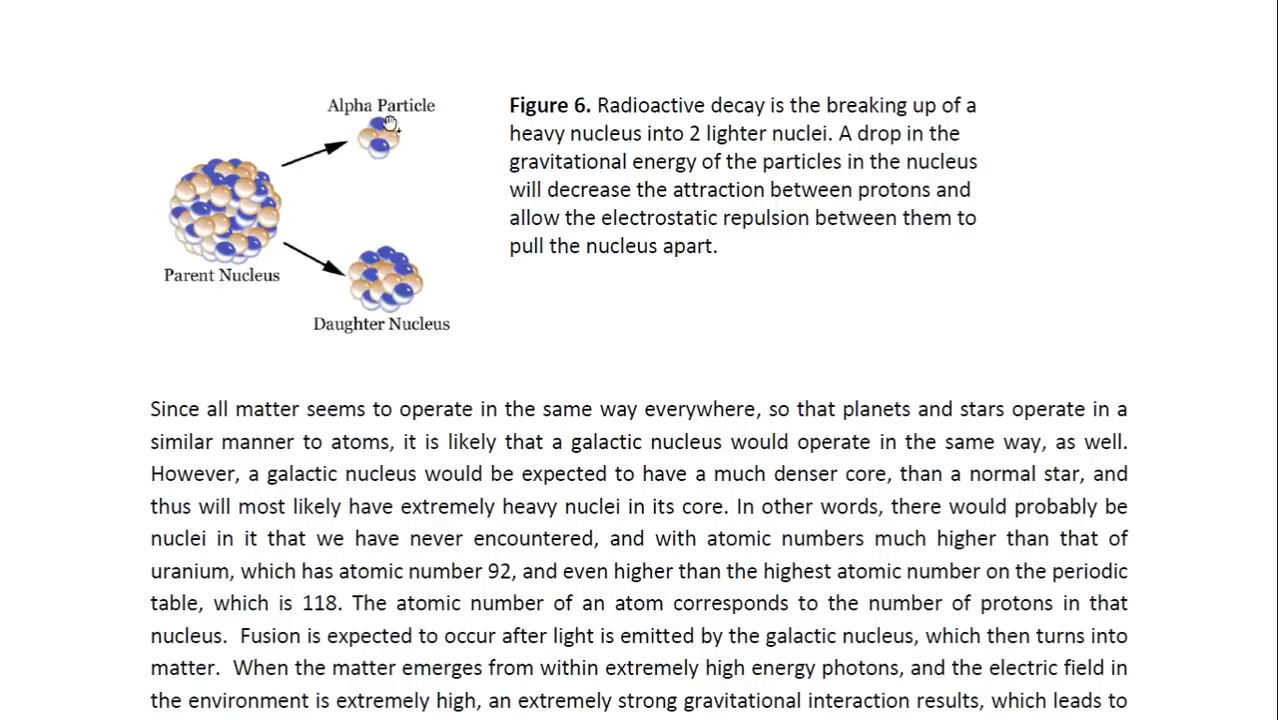 Alpha Particle
Parent Nucleus
Daughter Nucleus
Figure 6. Radioactive decay is the breaking up of a
heavy nucleus into 2 lighter nuclei. A drop in the
gravitational energy of the particles in the nucleus
will decrease the attraction between protons and
allow the electrostatic repulsion between them to
pull the nucleus apart.
Since all matter seems to operate in the same way everywhere, so that planets and stars operate in a
similar manner to atoms, it is likely that a galactic nucleus would operate in the same way, as well.
However, a galactic nucleus would be expected to have a much denser core, than a normal star, and
thus will most likely have extremely heavy nuclei in its core. In other words, there would probably be
nuclei in it that we have never encountered, and with atomic numbers much higher than that of
uranium, which has atomic number 92, and even higher than the highest atomic number on the periodic
table, which is 118. The atomic number of an atom corresponds to the number of protons in that
nucleus. Fusion is expected to occur after light is emitted by the galactic nucleus, which then turns into
matter. When the matter emerges from within extremely high energy photons, and the electric field in
the environment is extremely high, an extremely strong gravitational interaction results, which leads to